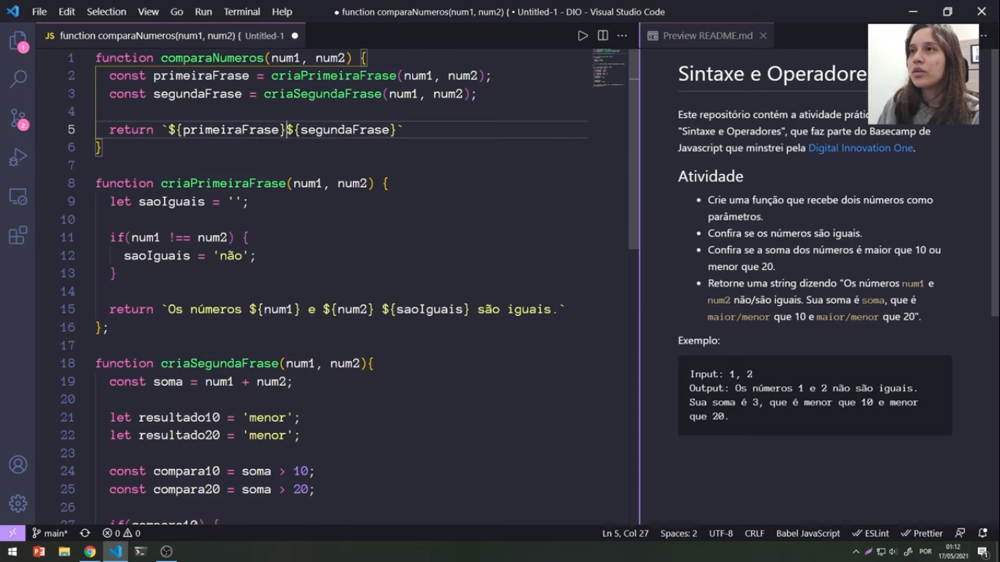 File Edit Selection View Go Run Terminal Help
● function comparaNumeros(num1, num2) { • Untitled-1 - DIO - Visual Studio Code
JS function comparaNumeros(num1, num2) { Untitled-1 ●
Preview README.md
1 function comparaNumeros(num1, num2) {
2 const primeiraFrase = criaPrimeiraFrase(num1, num2);
3 const segundaFrase = criaSegundaFrase(num1, num2);
4
5 return `${primeiraFrase}${segundaFrase}`
6 }
7
8 function criaPrimeiraFrase(num1, num2) {
9 let saoIguais = '';
10
11 if(num1 !== num2) {
12 saoIguais = 'não';
13 }
14
15 return `Os números ${num1} e ${num2} ${saoIguais} são iguais.`
16 };
17
18 function criaSegundaFrase(num1, num2){
19 const soma = num1 + num2;
20
21 let resultado10 = 'menor';
22 let resultado20 = 'menor';
23
24 const compara10 = soma > 10;
25 const compara20 = soma > 20;
26
27 if(compara10) {
Sintaxe e Operadore
Este repositório contém a atividade prátic
"Sintaxe e Operadores", que faz parte do Basecamp de
Javascript que minstrei pela Digital Innovation One.
Atividade
• Crie uma função que recebe dois números como
parâmetros.
• Confira se os números são iguais.
• Confira se a soma dos números é maior que 10 ou
menor que 20.
• Retorne uma string dizendo "Os números num1 e
num2 não/são iguais. Sua soma é soma, que é
maior/menor que 10 e maior/menor que 20".
Exemplo:
Input: 1, 2
Output: Os números 1 e 2 não são iguais.
Sua soma é 3, que é menor que 10 e menor
que 20.
1
2
main* 0 0
Ln 5, Col 27 Spaces: 2 UTF-8 CRLF Babel JavaScript ESLint Prettier
POR
01:12
17/05/2021
1